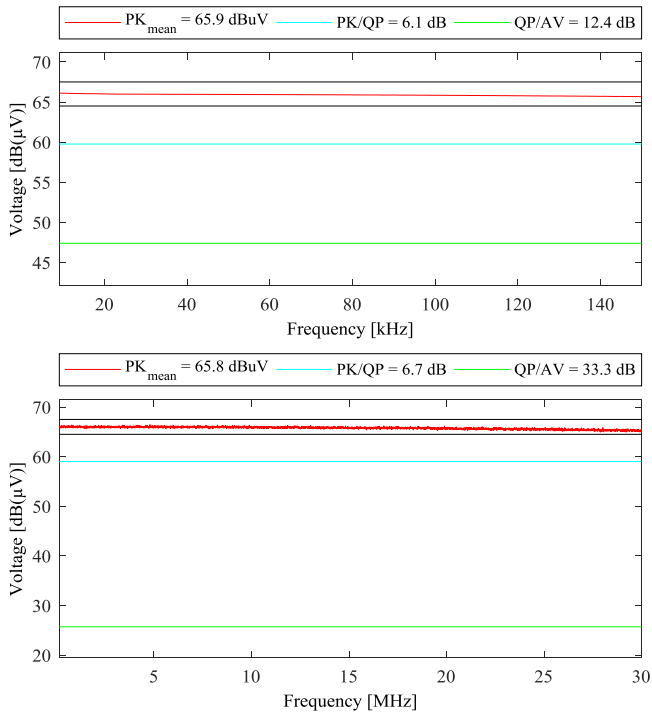 PKmean = 65.9 dBuV PK/QP = 6.1 dB QP/AV = 12.4 dB
70
65
60
55
50
45
Voltage [dB(µV)]
20 40 60 80 100 120 140
Frequency [kHz]
PKmean = 65.8 dBuV PK/QP = 6.7 dB QP/AV = 33.3 dB
70
60
50
40
30
20
Voltage [dB(µV)]
5 10 15 20 25 30
Frequency [MHz]